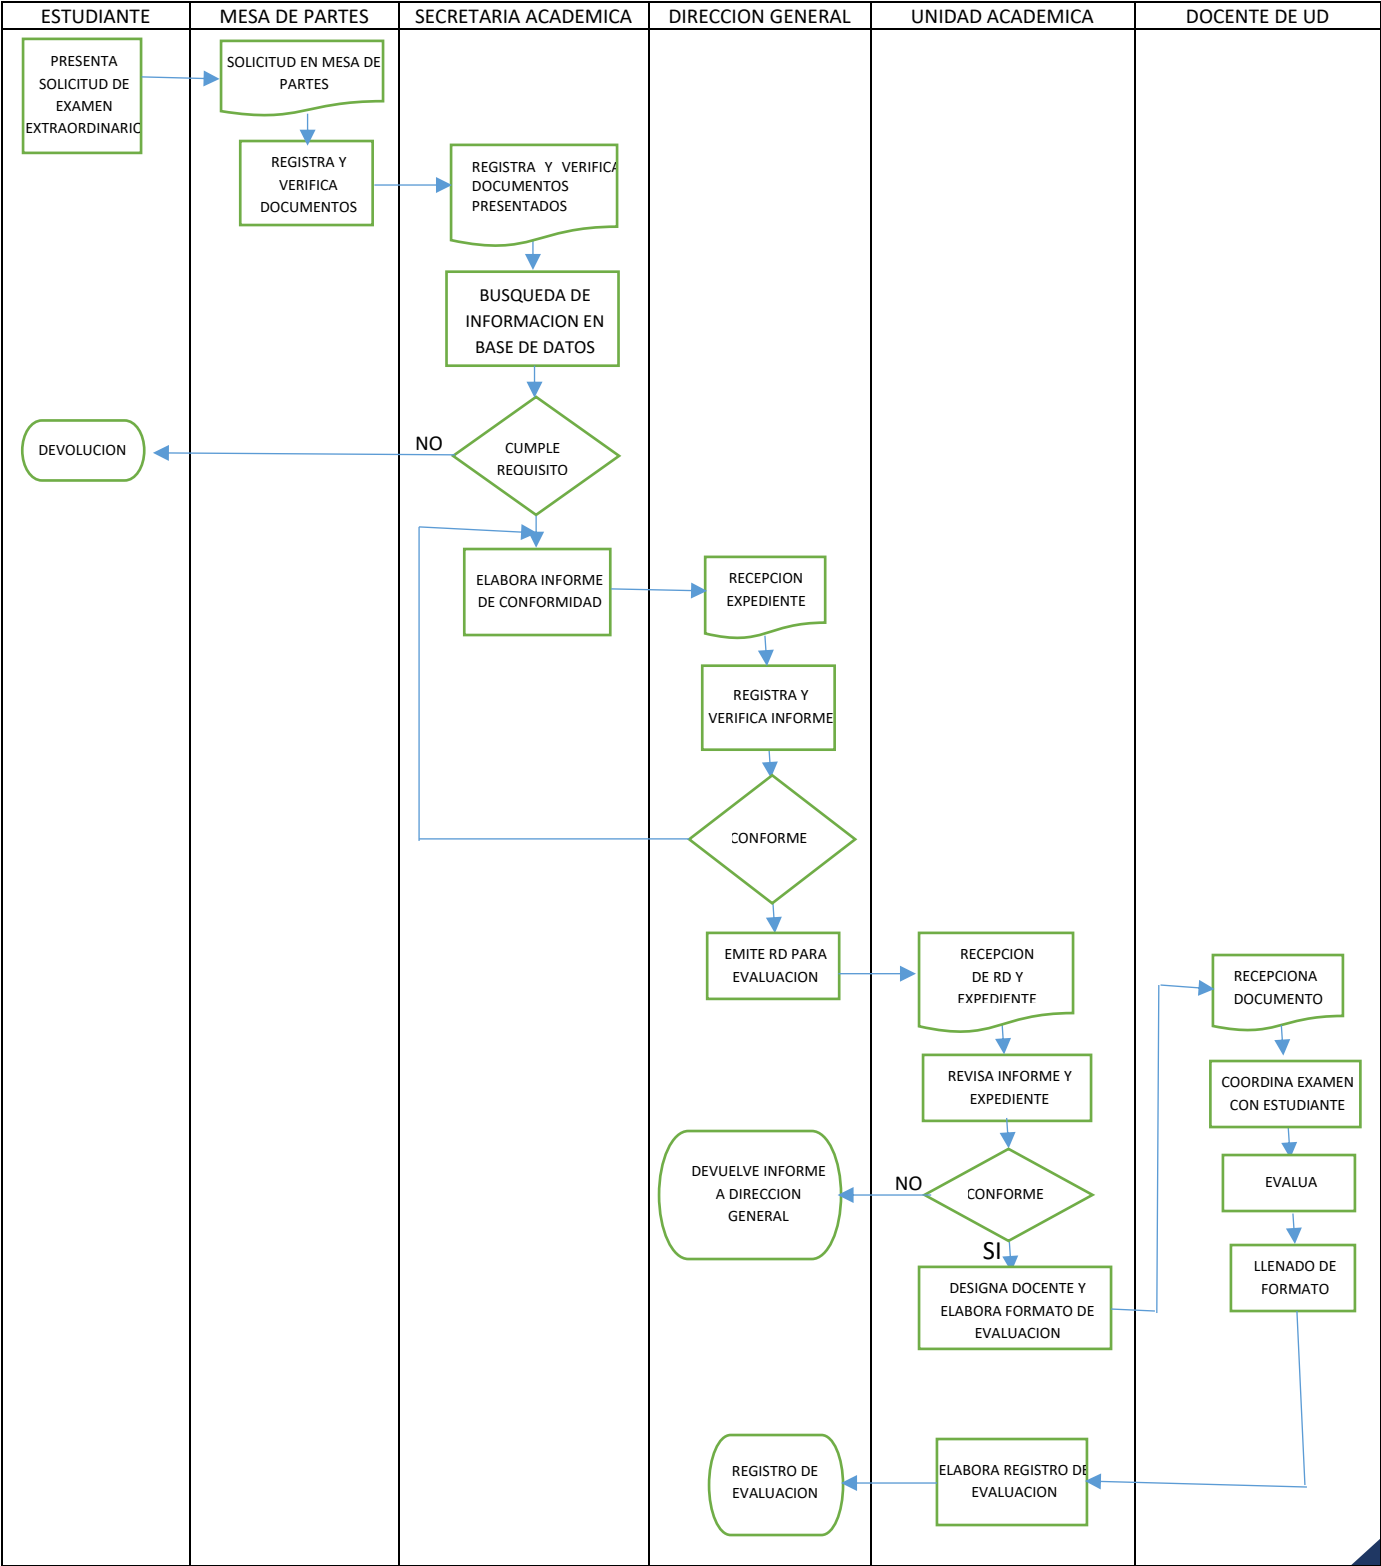 ESTUDIANTE
MESA DE PARTES
SECRETARIA ACADEMICA
DIRECCION GENERAL
UNIDAD ACADEMICA
DOCENTE DE UD
PRESENTA
SOLICITUD DE
EXAMEN
EXTRAORDINARIO
SOLICITUD EN MESA DE
PARTES
REGISTRA Y
VERIFICA
DOCUMENTOS
REGISTRA Y VERIFICA
DOCUMENTOS
PRESENTADOS
BUSQUEDA DE
INFORMACION EN
BASE DE DATOS
CUMPLE
REQUISITO
NO
DEVOLUCION
ELABORA INFORME
DE CONFORMIDAD
RECEPCION
EXPEDIENTE
REGISTRA Y
VERIFICA INFORME
CONFORME
EMITE RD PARA
EVALUACION
RECEPCION
DE RD Y
EXPEDIENTE
REVISA INFORME Y
EXPEDIENTE
CONFORME
NO
DEVUELVE INFORME
A DIRECCION
GENERAL
SI
DESIGNA DOCENTE Y
ELABORA FORMATO DE
EVALUACION
RECEPCIONA
DOCUMENTO
COORDINA EXAMEN
CON ESTUDIANTE
EVALUA
LLENADO DE
FORMATO
ELABORA REGISTRO DE
EVALUACION
REGISTRO DE
EVALUACION